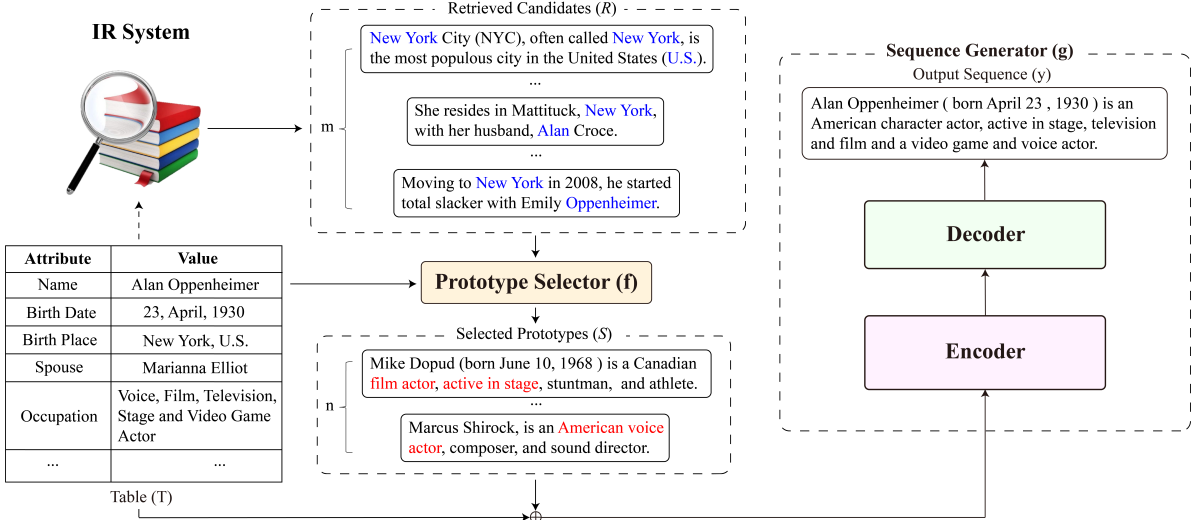 IR System
Retrieved Candidates (R)
New York City (NYC), often called New York, is
the most populous city in the United States (U.S.).
...
She resides in Mattituck, New York,
with her husband, Alan Croce.
...
Moving to New York in 2008, he started
total slacker with Emily Oppenheimer.
m
Attribute Value
Name Alan Oppenheimer
Birth Date 23, April, 1930
Birth Place New York, U.S.
Spouse Marianna Elliot
Occupation Voice, Film, Television,
Stage and Video Game
Actor
... ...
Table (T)
Prototype Selector (f)
Selected Prototypes (S)
Mike Dopud (born June 10, 1968 ) is a Canadian
film actor, active in stage, stuntman, and athlete.
...
n
Marcus Shirock, is an American voice
actor, composer, and sound director.
Sequence Generator (g)
Output Sequence (y)
Alan Oppenheimer ( born April 23 , 1930 ) is an
American character actor, active in stage, television
and film and a video game and voice actor.
Decoder
Encoder